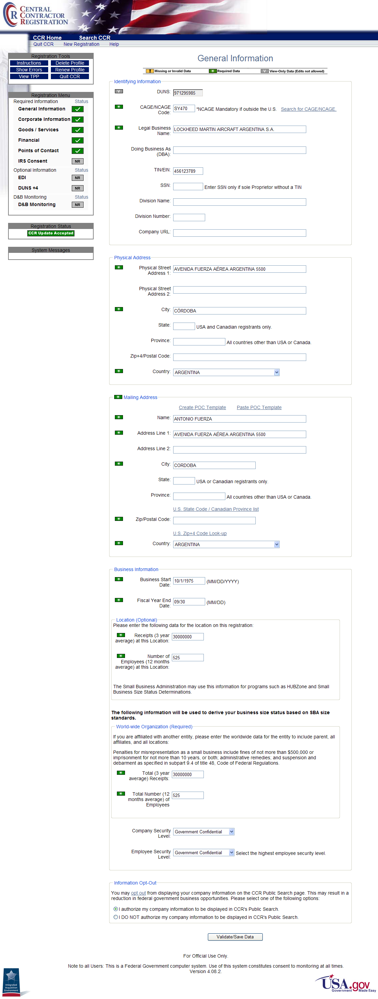 CENTRAL
CONTRACTOR
REGISTRATION
CCR Home Search CCR
Quit CCR New Registration Help
Registration Tools
Instructions Delete Profile
Show Errors Renew Profile
View TPP Quit CCR
Registration Menu
Required Information Status
General Information
Corporate Information
Goods / Services
Financial
Points of Contact
IRS Consent NR
Optional Information Status
EDI NR
DUNS +4 NR
D&B Monitoring Status
D&B Monitoring NR
Registration Status
CCR Update Accepted
System Messages
General Information
! Missing or Invalid Data * Required Data V View-Only Data (Edits not allowed)
Identifying Information
V DUNS: 971295985
* CAGE/NCAGE Code: SY470 *NCAGE Mandatory if outside the U.S. Search for CAGE/NCAGE.
* Legal Business Name: LOCKHEED MARTIN AIRCRAFT ARGENTINA S.A.
Doing Business As (DBA):
TIN/EIN: 456123789
SSN: Enter SSN only if sole Proprietor without a TIN
Division Name:
Division Number:
Company URL:
Physical Address
* Physical Street Address 1: AVENIDA FUERZA AÉREA ARGENTINA 5500
Physical Street Address 2:
* City: CÓRDOBA
State: USA and Canadian registrants only.
Province: All countries other than USA or Canada.
Zip+4/Postal Code:
* Country: ARGENTINA
* Mailing Address
Create POC Template Paste POC Template
* Name: ANTONIO FUERZA
* Address Line 1: AVENIDA FUERZA AÉREA ARGENTINA 5500
Address Line 2:
* City: CORDOBA
State: USA or Canadian registrants only.
Province: All countries other than USA or Canada.
U.S. State Code / Canadian Province list
* Zip/Postal Code:
U.S. Zip+4 Code Look-up
* Country: ARGENTINA
Business Information
* Business Start Date: 10/1/1975 (MM/DD/YYYY)
* Fiscal Year End Date: 09/30 (MM/DD)
Location (Optional)
Please enter the following data for the location on this registration:
* Receipts (3 year average) at this Location: 30000000
* Number of Employees (12 months average) at this Location: 525
The Small Business Administration may use this information for programs such as HUBZone and Small
Business Size Status Determinations.
The following information will be used to derive your business size status based on SBA size
standards.
World-wide Organization (Required)
If you are affiliated with another entity, please enter the worldwide data for the entity to include parent, all
affiliates, and all locations:
Penalties for misrepresentation as a small business include fines of not more than $500,000 or
imprisonment for not more than 10 years, or both; administrative remedies; and suspension and
debarment as specified in subpart 9.4 of title 48, Code of Federal Regulations.
* Total (3 year average) Receipts: 30000000
* Total Number (12 months average) of Employees 525
Company Security Level: Government Confidential
Employee Security Level: Government Confidential Select the highest employee security level.
Information Opt-Out
You may opt out from displaying your company information on the CCR Public Search page. This may result in a
reduction in federal government business opportunities. Please select one of the following options:
I authorize my company information to be displayed in CCR's Public Search.
I DO NOT authorize my company information to be displayed in CCR's Public Search.
Validate/Save Data
For Official Use Only.
Note to all Users: This is a Federal Government computer system. Use of this system constitutes consent to monitoring at all times.
Version 4.08.2.
Integrated
Acquisition
Environment
USA.gov
Government Made Easy